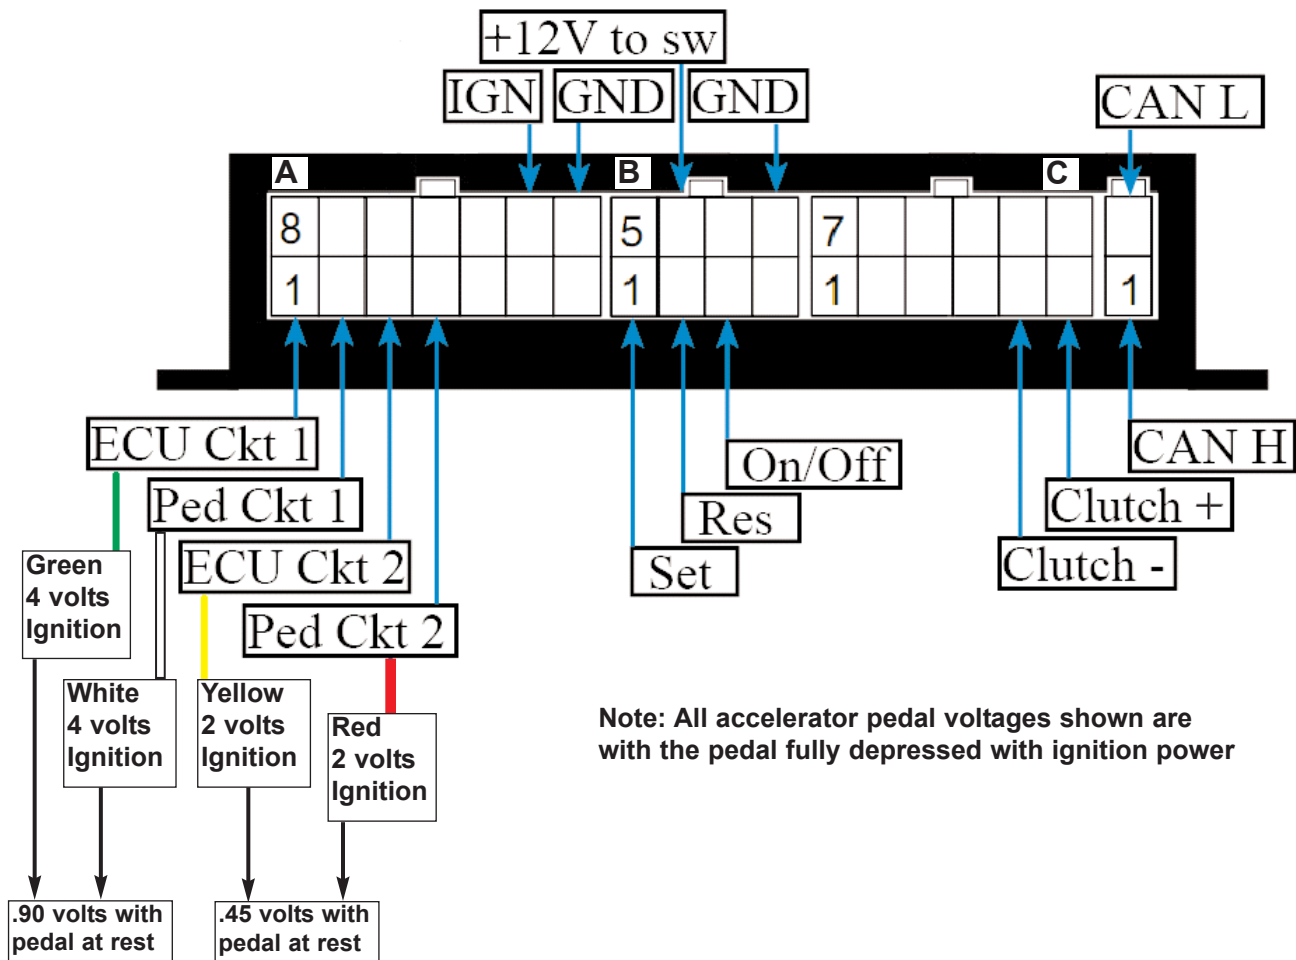 +12V to sw
IGN
GND
GND
CAN L
A
B
C
8
5
7
1
1
1
1
ECU Ckt 1
Ped Ckt 1
ECU Ckt 2
Ped Ckt 2
On/Off
Res
Set
CAN H
Clutch +
Clutch -
Green
4 volts
Ignition
White
4 volts
Ignition
Yellow
2 volts
Ignition
Red
2 volts
Ignition
Note: All accelerator pedal voltages shown are
with the pedal fully depressed with ignition power
.90 volts with
pedal at rest
.45 volts with
pedal at rest